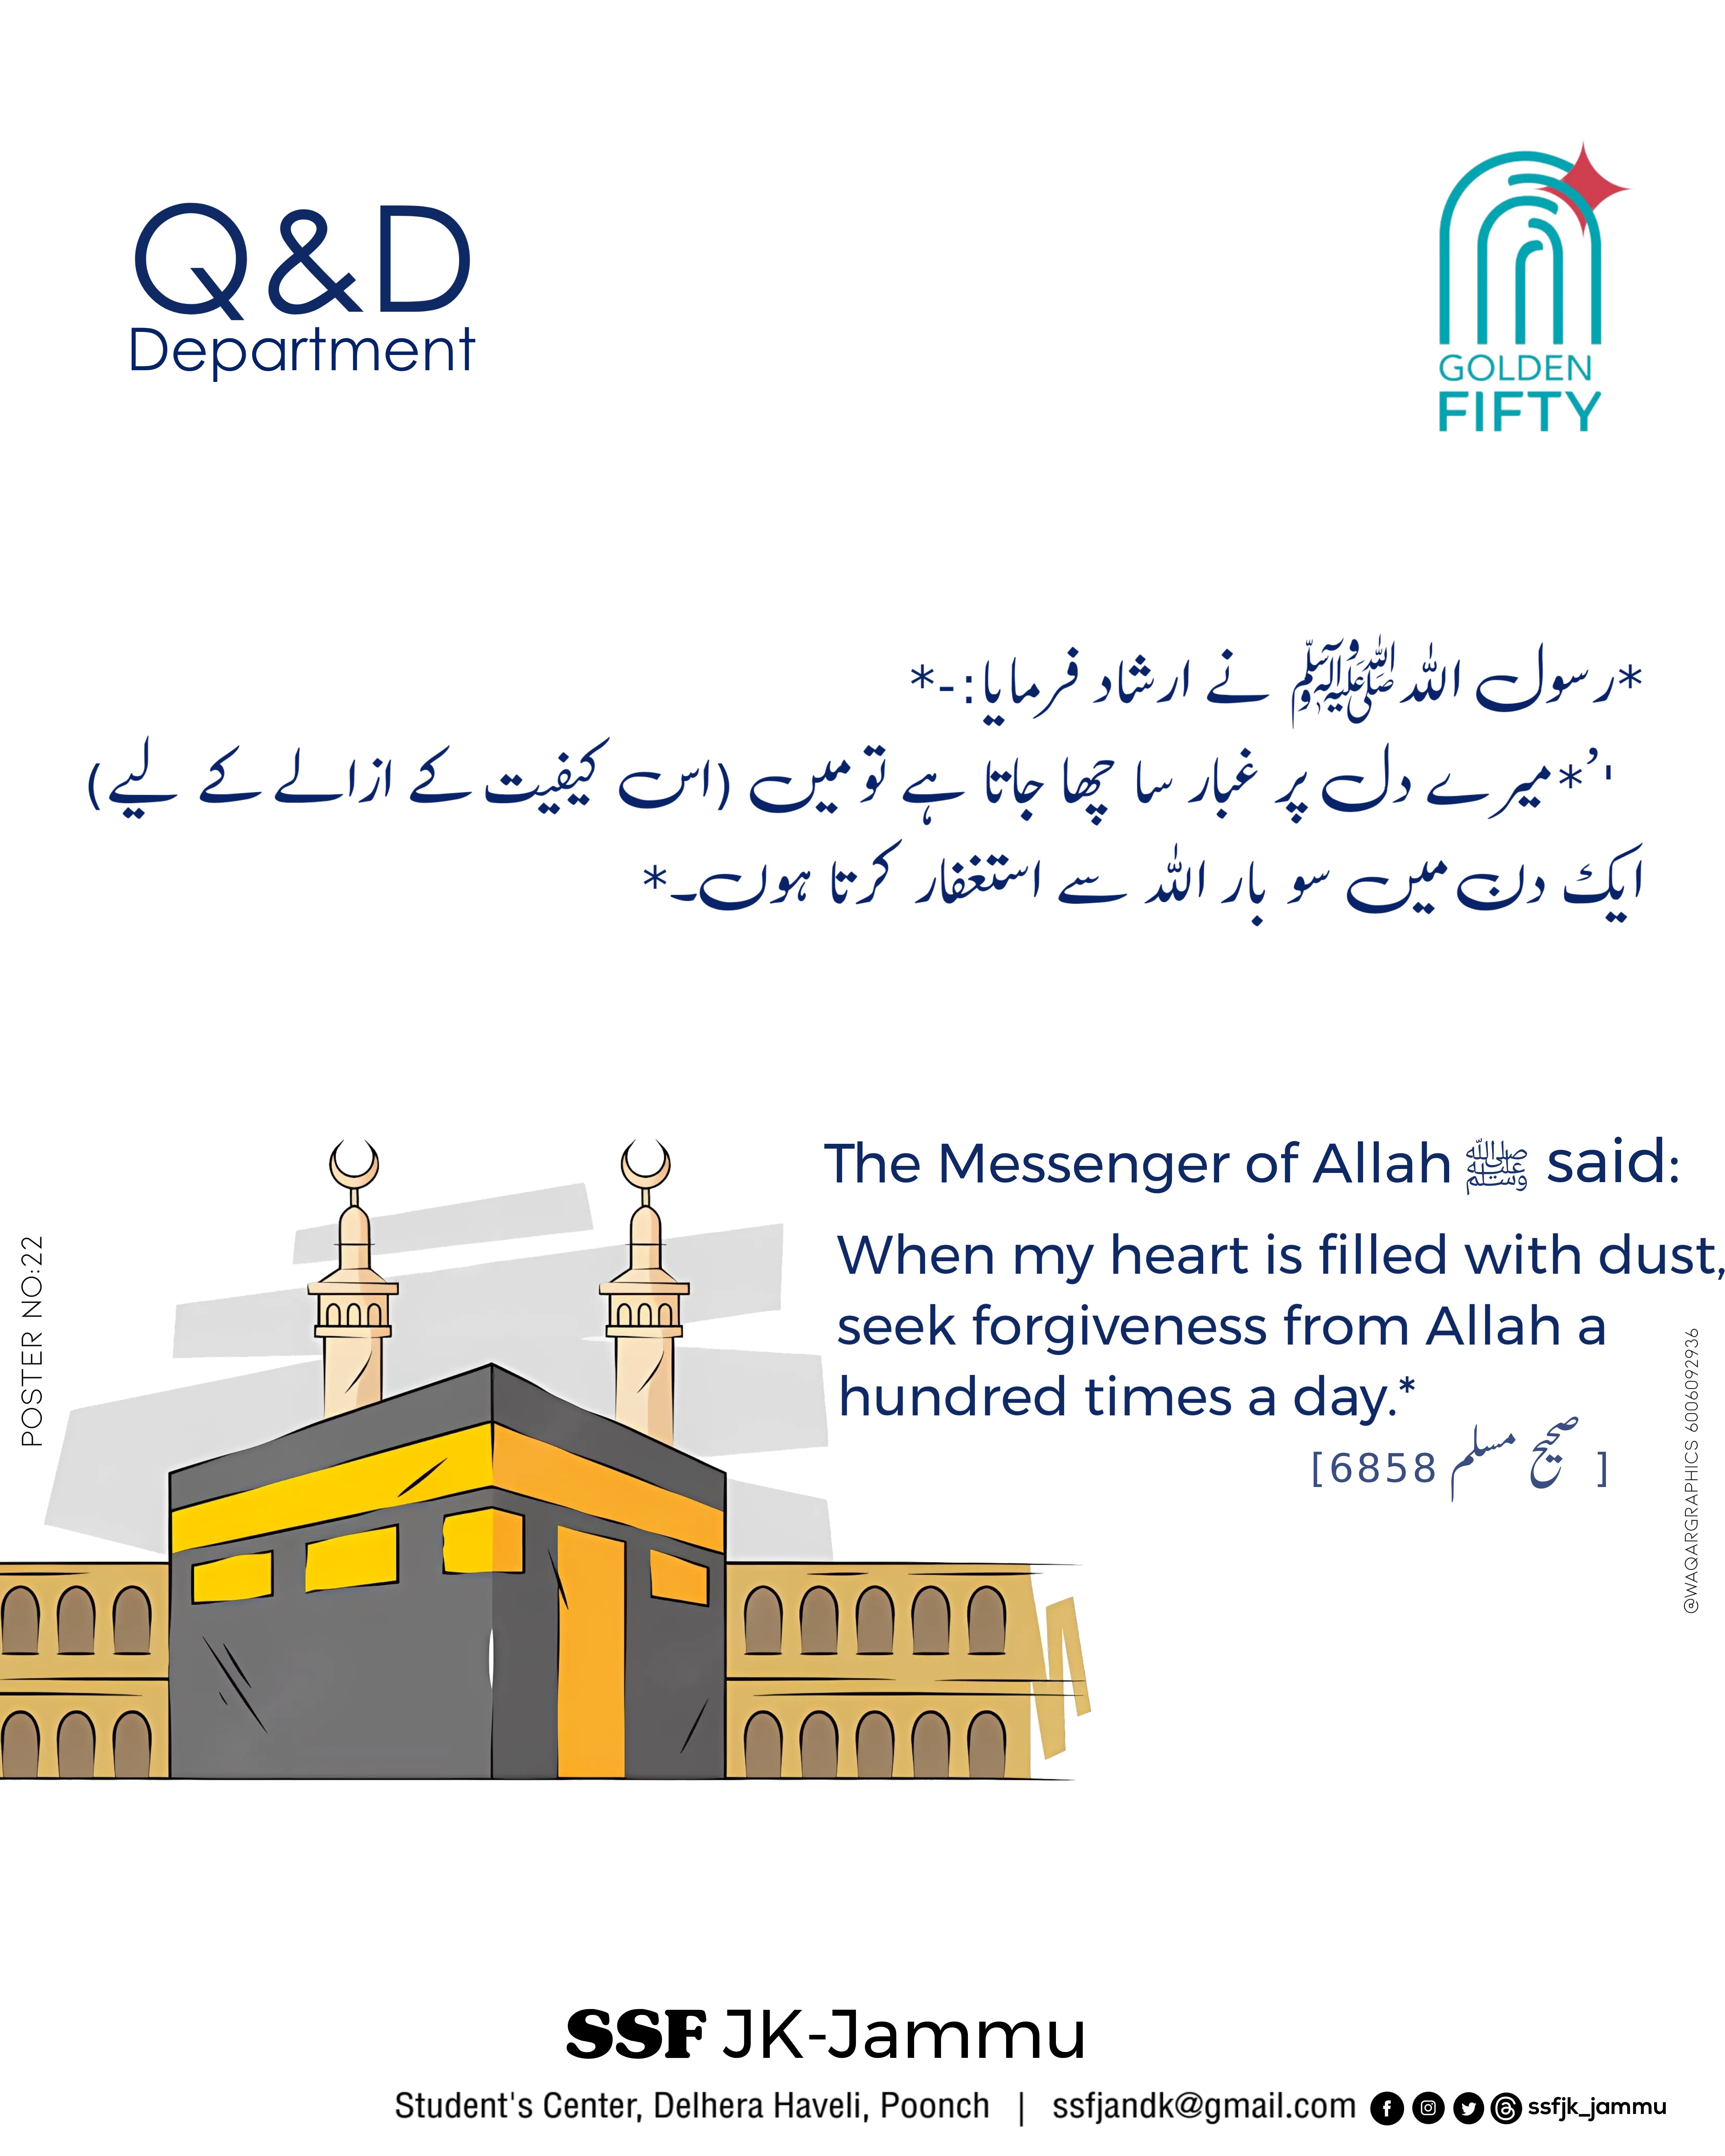 Q&D
Department
GOLDEN
FIFTY
*رسول اللہ ﷺ نے ارشاد فرمایا:-*
'’*میرے دل پر غبار سا چھا جاتا ہے تو میں (اس کیفیت کے ازالے کے لیے)
ایک دن میں سو بار اللہ سے استغفار کرتا ہوں۔*
The Messenger of Allah ﷺ said:
When my heart is filled with dust,
seek forgiveness from Allah a
hundred times a day.*
[صحیح مسلم 6858]
POSTER NO:22
@WAQARGRAPHICS 6006092936
SSF JK-Jammu
Student's Center, Delhera Haveli, Poonch | ssfjandk@gmail.com ssfjk_jammu